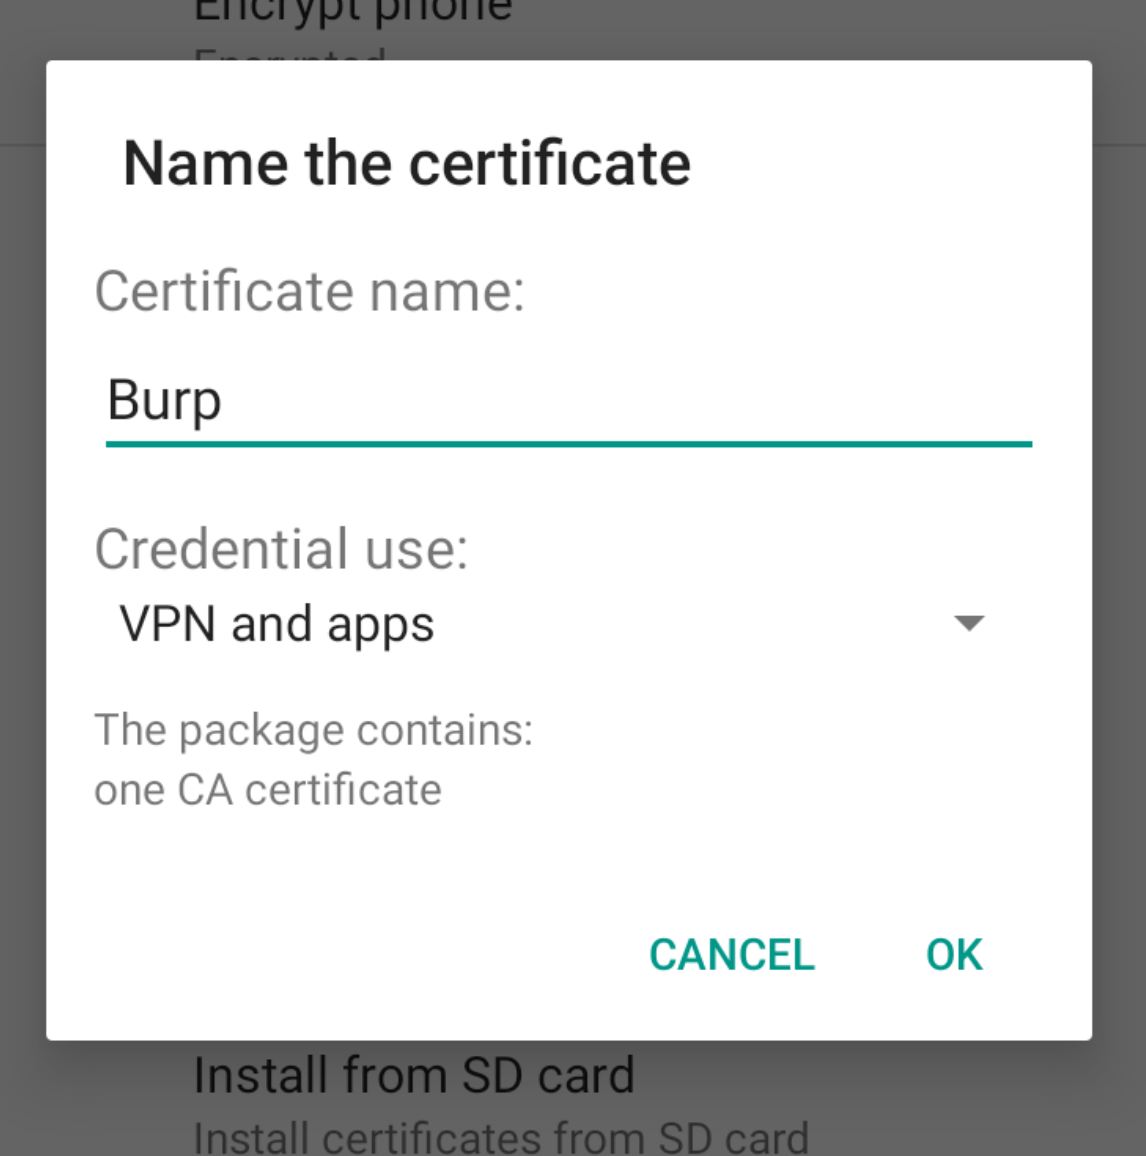 Encrypt phone
Encrypted
Name the certificate
Certificate name:
Burp
Credential use:
VPN and apps
The package contains:
one CA certificate
CANCEL OK
Install from SD card
Install certificates from SD card